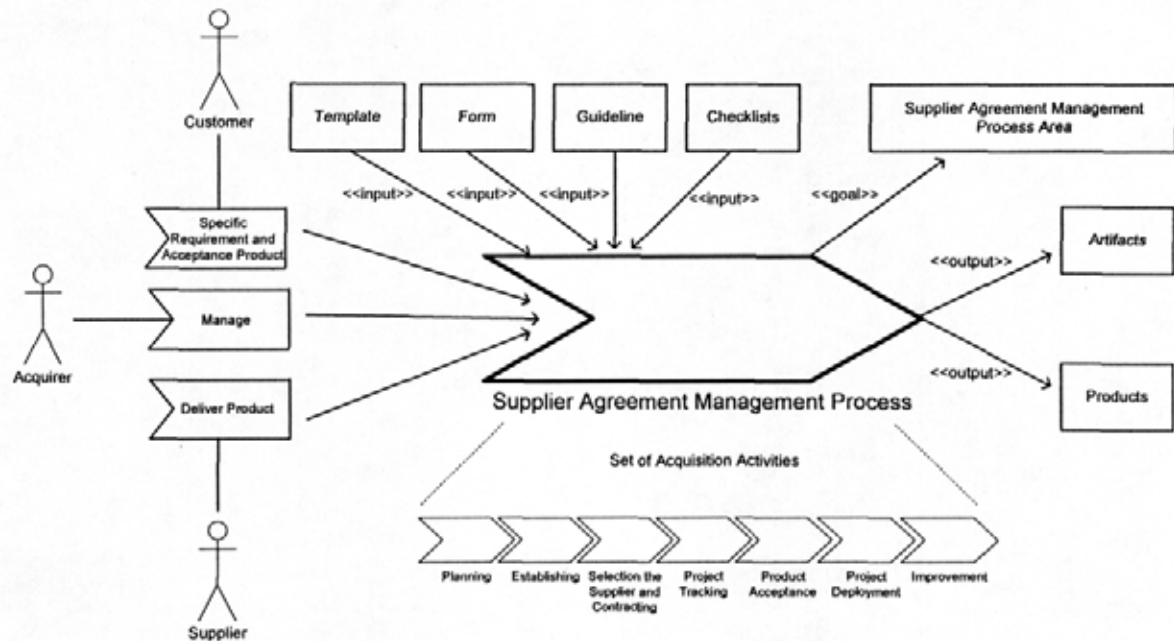 Customer
Template
Form
Guideline
Checklists
Supplier Agreement Management
Process Area
<<input>>
<<input>>
<<input>>
<<input>>
<<goal>>
Specific
Requirement and
Acceptance Product
Artifacts
<<output>>
Manage
Acquirer
<<output>>
Deliver Product
Products
Supplier Agreement Management Process
Set of Acquisition Activities
Planning
Establishing
Selection the
Supplier and
Contracting
Project
Tracking
Product
Acceptance
Project
Deployment
Improvement
Supplier